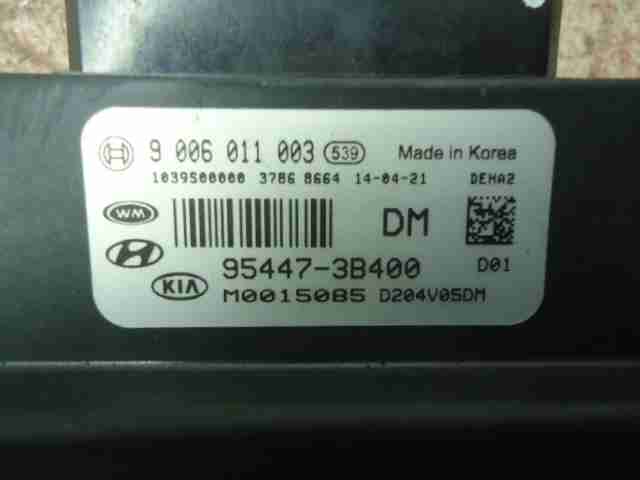 9 006 011 003 539 Made in Korea
1039S00000 3786 8664 14-04-21 DEHA2
WM
DM
95447-3B400 D01
KIA
M0015085 D204V05DM